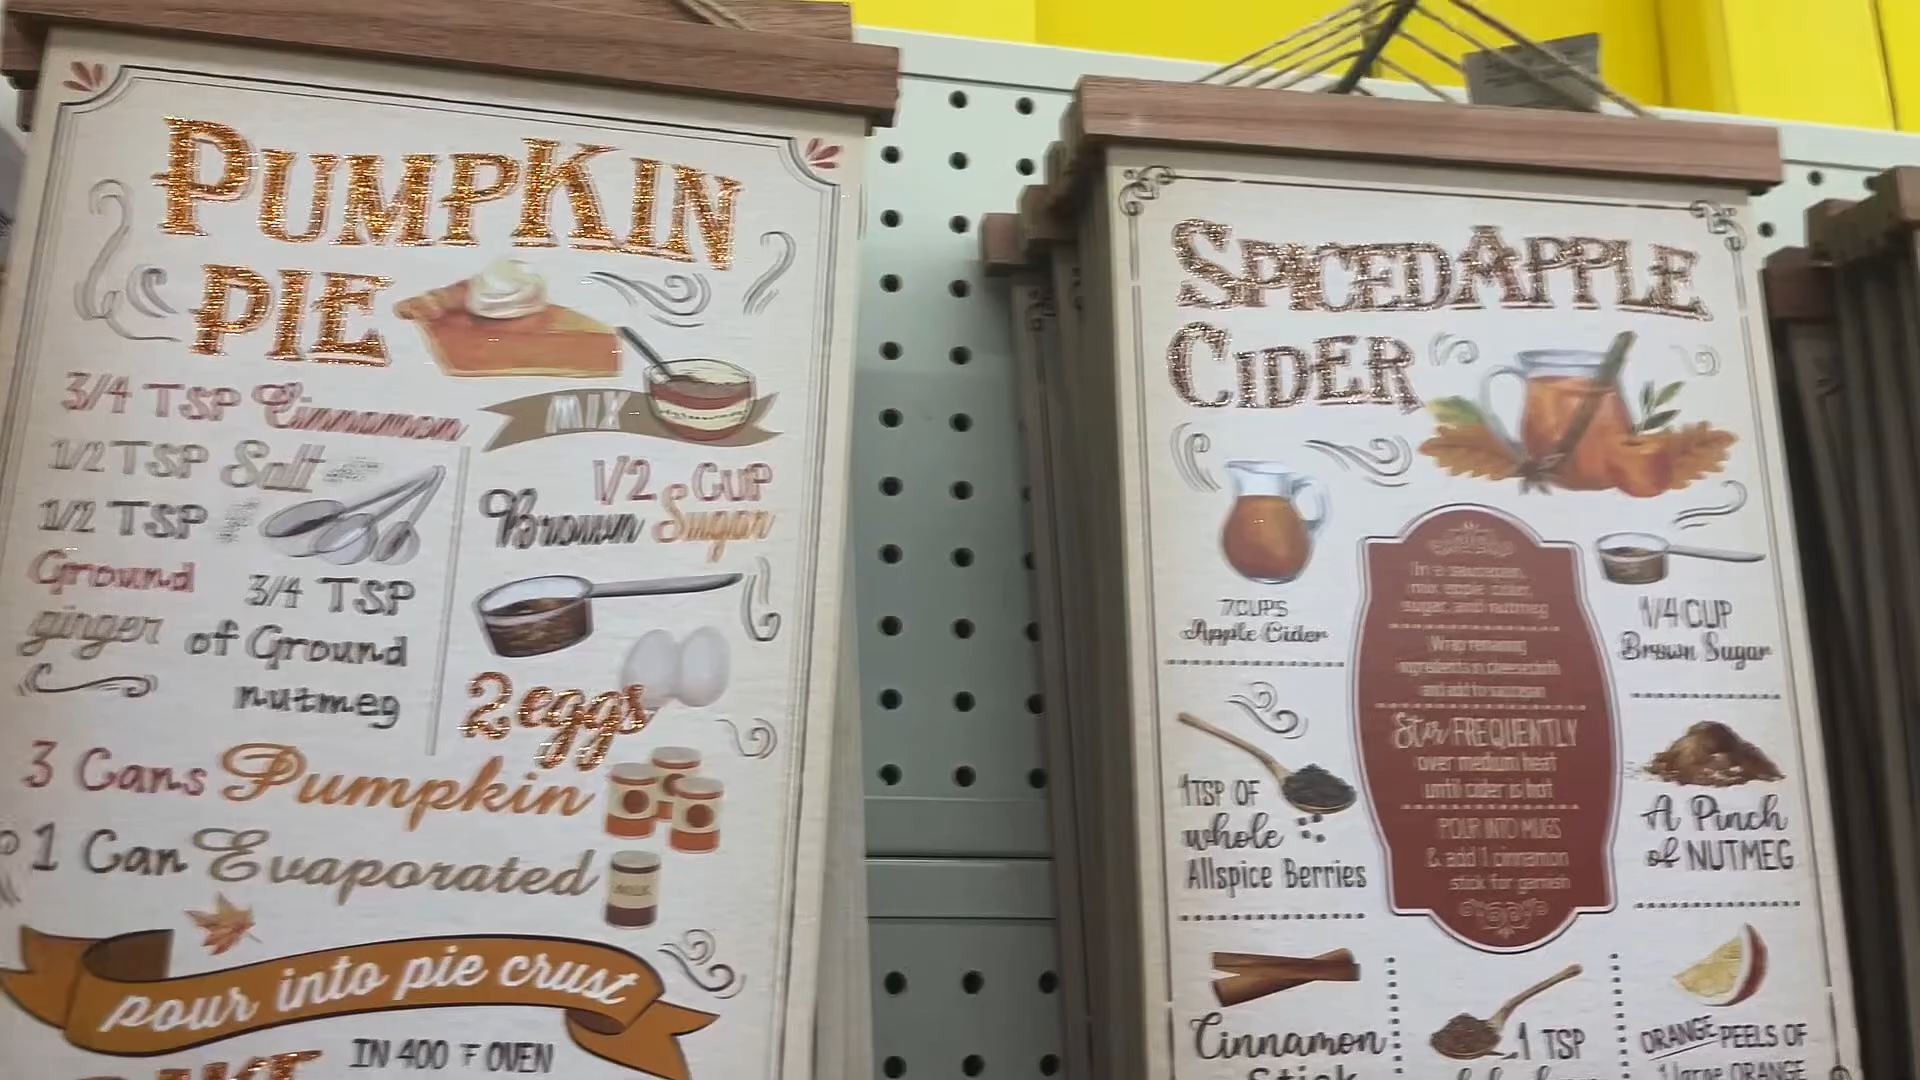 PUMPKIN
PIE
MIX
3/4 TSP Cinnamon
1/2 TSP Salt
1/2 TSP
Ground
ginger
3/4 TSP
of Ground
nutmeg
1/2 CUP
Brown Sugar
2 eggs
3 Cans Pumpkin
1 Can Evaporated
MILK
pour into pie crust
IN 400 F OVEN
SPICED APPLE
CIDER
7 CUPS
Apple Cider
1 TSP OF
whole
Allspice Berries
In a saucepan,
mix apple cider,
sugar, and nutmeg
Wrap remaining
ingredients in cheesecloth
and add to saucepan
Stir FREQUENTLY
over medium heat
until cider is hot
POUR INTO MUGS
& add 1 cinnamon
stick for garnish
1/4 CUP
Brown Sugar
A Pinch
of NUTMEG
Cinnamon
Stick
1 TSP
ORANGE PEELS OF
1 large ORANGE